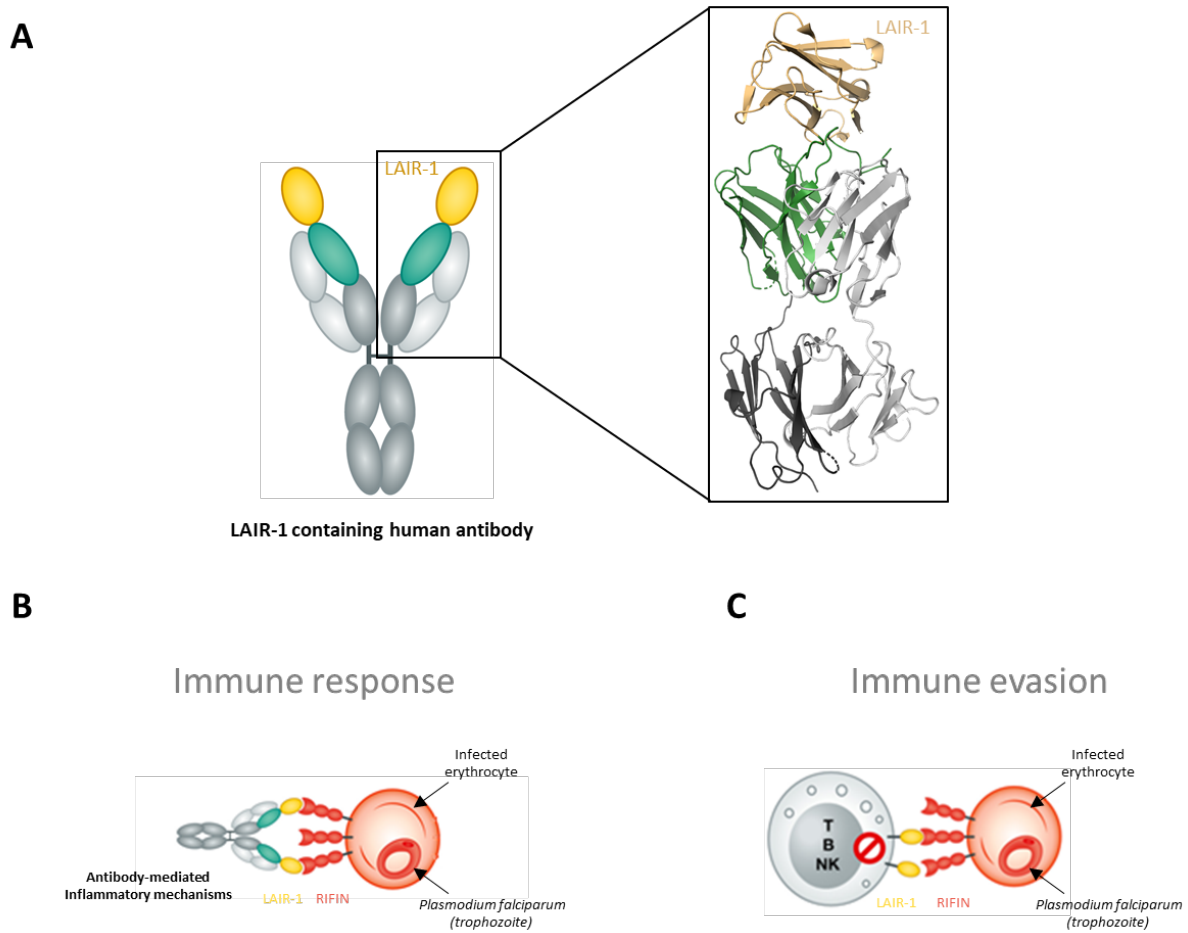 A
LAIR-1
LAIR-1
LAIR-1 containing human antibody
B
Immune response
Infected
erythrocyte
Antibody-mediated
Inflammatory mechanisms
LAIR-1 RIFIN
Plasmodium falciparum
(trophozoite)
C
Immune evasion
Infected
erythrocyte
T
B
NK
LAIR-1 RIFIN
Plasmodium falciparum
(trophozoite)